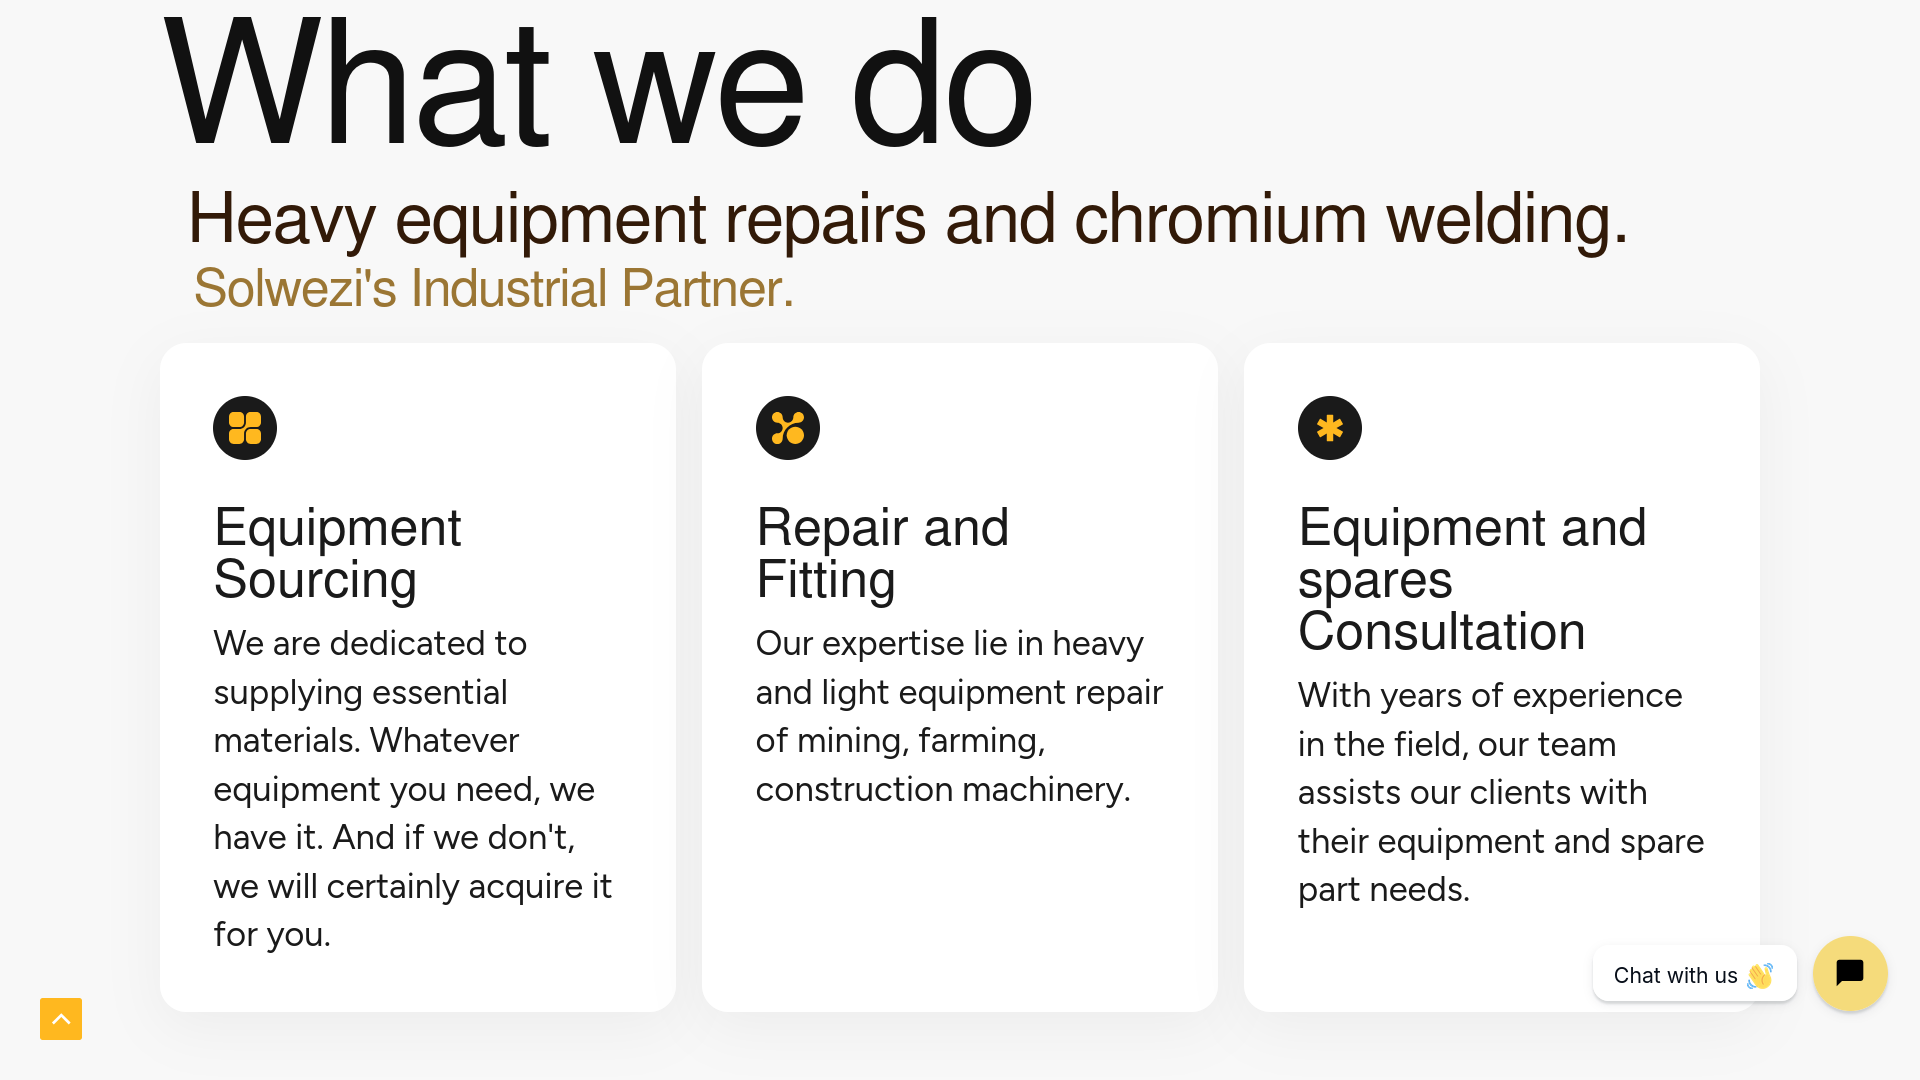 What we do
Heavy equipment repairs and chromium welding.
Solwezi's Industrial Partner.
Equipment
Sourcing
We are dedicated to
supplying essential
materials. Whatever
equipment you need, we
have it. And if we don't,
we will certainly acquire it
for you.
Repair and
Fitting
Our expertise lie in heavy
and light equipment repair
of mining, farming,
construction machinery.
Equipment and
spares
Consultation
With years of experience
in the field, our team
assists our clients with
their equipment and spare
part needs.
Chat with us 👋